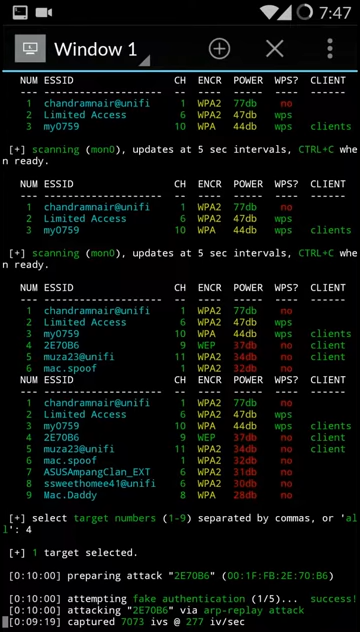 7:47
Window 1
NUM ESSID CH ENCR POWER WPS? CLIENT
--- -------------------- -- ---- ----- ---- ------
1 chandramnair@unifi 1 WPA2 77db no
2 Limited Access 6 WPA2 47db wps
3 my0759 10 WPA 44db wps clients
[+] scanning (mon0), updates at 5 sec intervals, CTRL+C whe
n ready.
NUM ESSID CH ENCR POWER WPS? CLIENT
--- -------------------- -- ---- ----- ---- ------
1 chandramnair@unifi 1 WPA2 77db no
2 Limited Access 6 WPA2 47db wps
3 my0759 10 WPA 44db wps clients
[+] scanning (mon0), updates at 5 sec intervals, CTRL+C whe
n ready.
NUM ESSID CH ENCR POWER WPS? CLIENT
--- -------------------- -- ---- ----- ---- ------
1 chandramnair@unifi 1 WPA2 77db no
2 Limited Access 6 WPA2 47db wps
3 my0759 10 WPA 44db wps clients
4 2E70B6 9 WEP 37db no client
5 muza23@unifi 11 WPA2 34db no clients
6 mac.spoof 1 WPA2 32db no
NUM ESSID CH ENCR POWER WPS? CLIENT
--- -------------------- -- ---- ----- ---- ------
1 chandramnair@unifi 1 WPA2 77db no
2 Limited Access 6 WPA2 47db wps
3 my0759 10 WPA 44db wps clients
4 2E70B6 9 WEP 37db no client
5 muza23@unifi 11 WPA2 34db no client
6 mac.spoof 1 WPA2 32db no
7 ASUSAmpangClan_EXT 6 WPA2 31db no
8 ssweethomee41@unifi 6 WPA2 30db no
9 Mac.Daddy 8 WPA 28db no
[+] select target numbers (1-9) separated by commas, or 'al
l': 4
[+] 1 target selected.
[0:10:00] preparing attack "2E70B6" (00:1F:FB:2E:70:B6)
[0:10:00] attempting fake authentication (1/5)... success!
[0:10:00] attacking "2E70B6" via arp-replay attack
[0:09:19] captured 7073 ivs @ 277 iv/sec